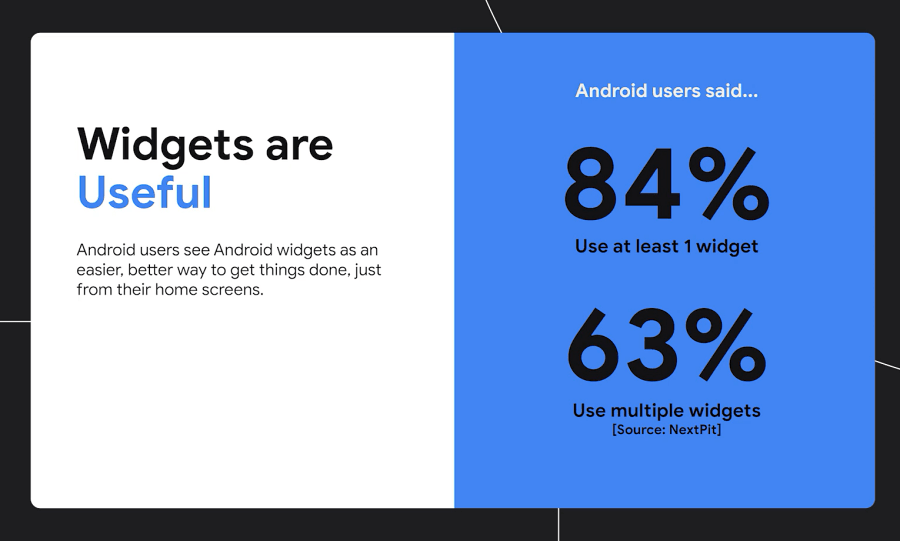 Widgets are
Useful
Android users see Android widgets as an
easier, better way to get things done, just
from their home screens.
Android users said...
84%
Use at least 1 widget
63%
Use multiple widgets
[Source: NextPit]